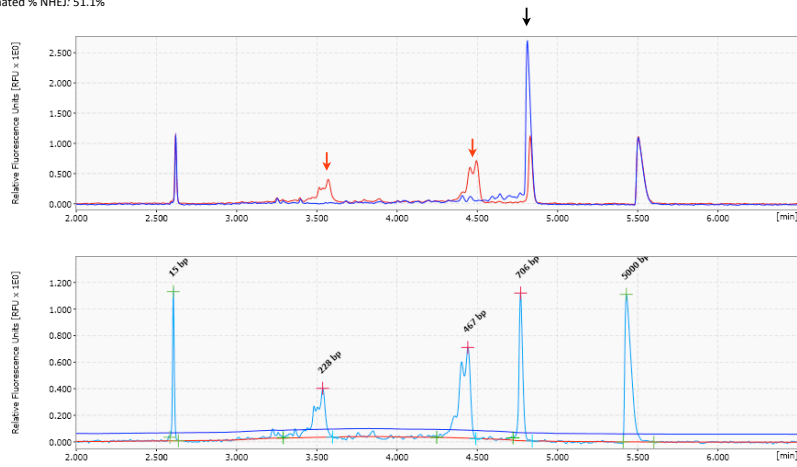 % NHEJ: 51.1%
Relative Fluorescence Units [RFU x 1E0]
2.500
2.000
1.500
1.000
0.500
0.000
2.000 2.500 3.000 3.500 4.000 4.500 5.000 5.500 6.000 [min]
Relative Fluorescence Units [RFU x 1E0]
1.200
1.000
0.800
0.600
0.400
0.200
0.000
15 bp
228 bp
467 bp
706 bp
5000 bp
2.000 2.500 3.000 3.500 4.000 4.500 5.000 5.500 6.000 [min]